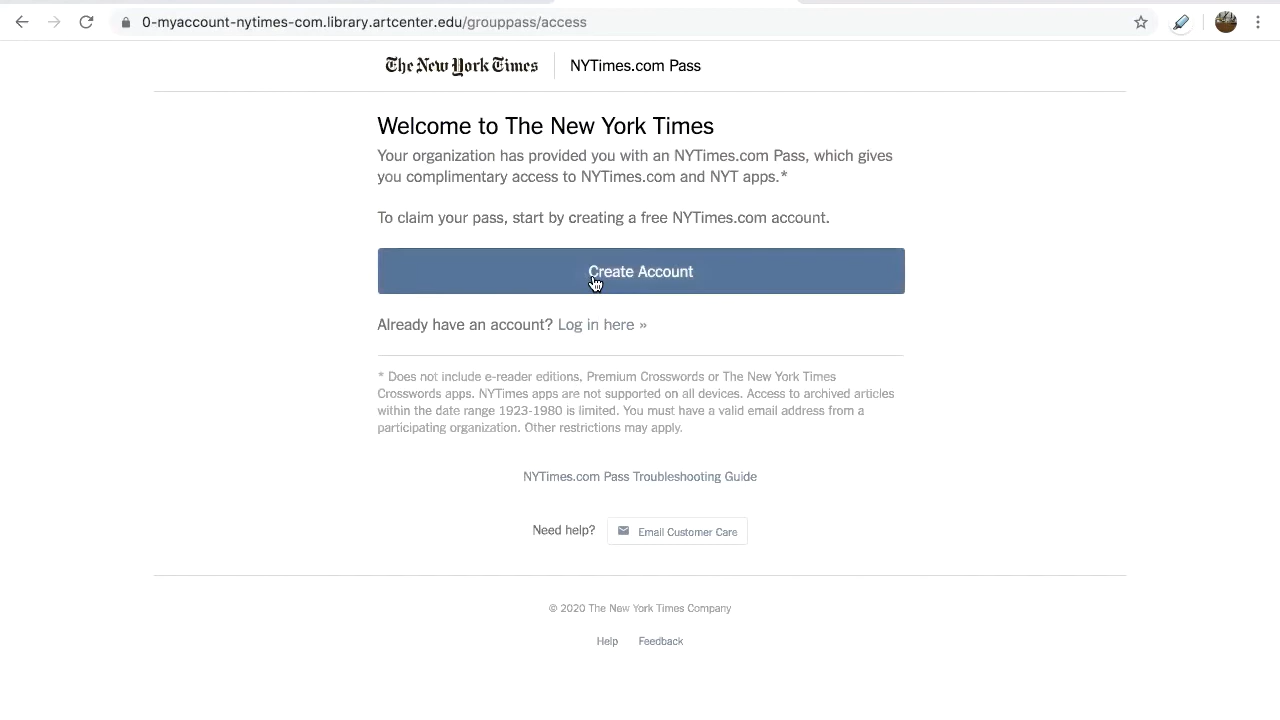 0-myaccount-nytimes-com.library.artcenter.edu/grouppass/access
The New York Times
NYTimes.com Pass
Welcome to The New York Times
Your organization has provided you with an NYTimes.com Pass, which gives
you complimentary access to NYTimes.com and NYT apps.*
To claim your pass, start by creating a free NYTimes.com account.
Create Account
Already have an account? Log in here »
* Does not include e-reader editions, Premium Crosswords or The New York Times
Crosswords apps. NYTimes apps are not supported on all devices. Access to archived articles
within the date range 1923-1980 is limited. You must have a valid email address from a
participating organization. Other restrictions may apply.
NYTimes.com Pass Troubleshooting Guide
Need help? Email Customer Care
© 2020 The New York Times Company
Help Feedback